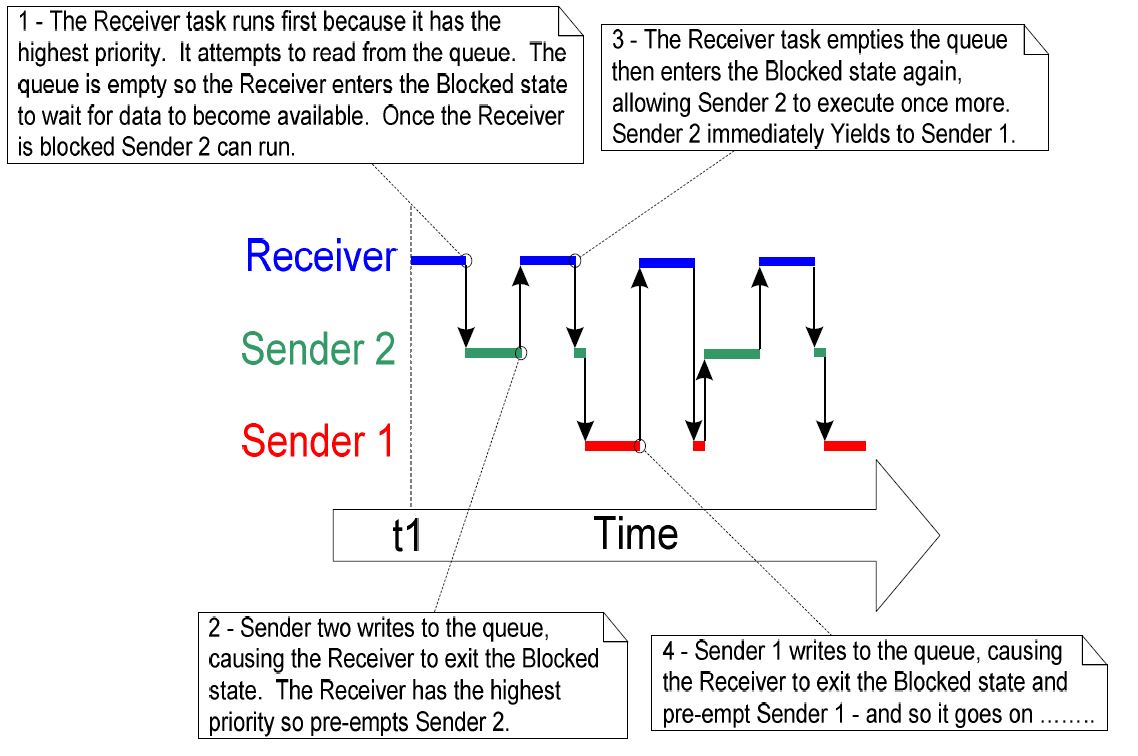 1 - The Receiver task runs first because it has the
highest priority.  It attempts to read from the queue.  The
queue is empty so the Receiver enters the Blocked state
to wait for data to become available.  Once the Receiver
is blocked Sender 2 can run.
3 - The Receiver task empties the queue
then enters the Blocked state again,
allowing Sender 2 to execute once more.
Sender 2 immediately Yields to Sender 1.
Receiver
Sender 2
Sender 1
t1
Time
2 - Sender two writes to the queue,
causing the Receiver to exit the Blocked
state.  The Receiver has the highest
priority so pre-empts Sender 2.
4 - Sender 1 writes to the queue, causing
the Receiver to exit the Blocked state and
pre-empt Sender 1 - and so it goes on ........